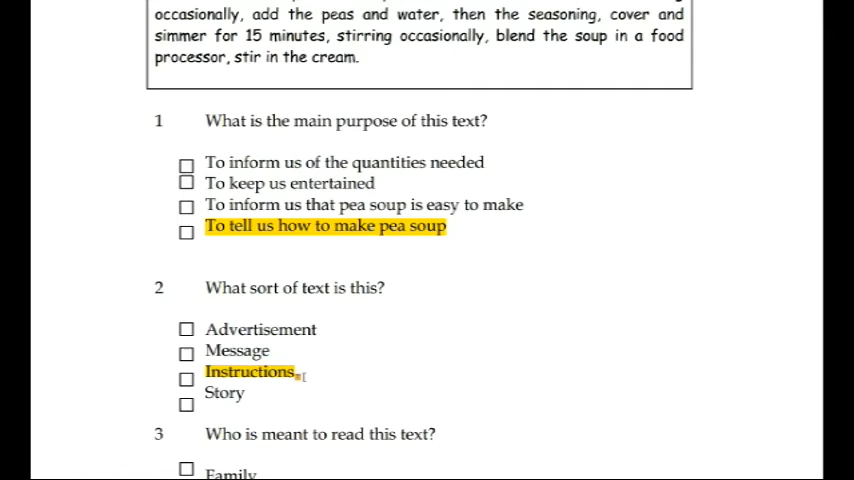 occasionally, add the peas and water, then the seasoning, cover and
simmer for 15 minutes, stirring occasionally, blend the soup in a food
processor, stir in the cream.
1 What is the main purpose of this text?
To inform us of the quantities needed
To keep us entertained
To inform us that pea soup is easy to make
To tell us how to make pea soup
2 What sort of text is this?
Advertisement
Message
Instructions
Story
3 Who is meant to read this text?
Family